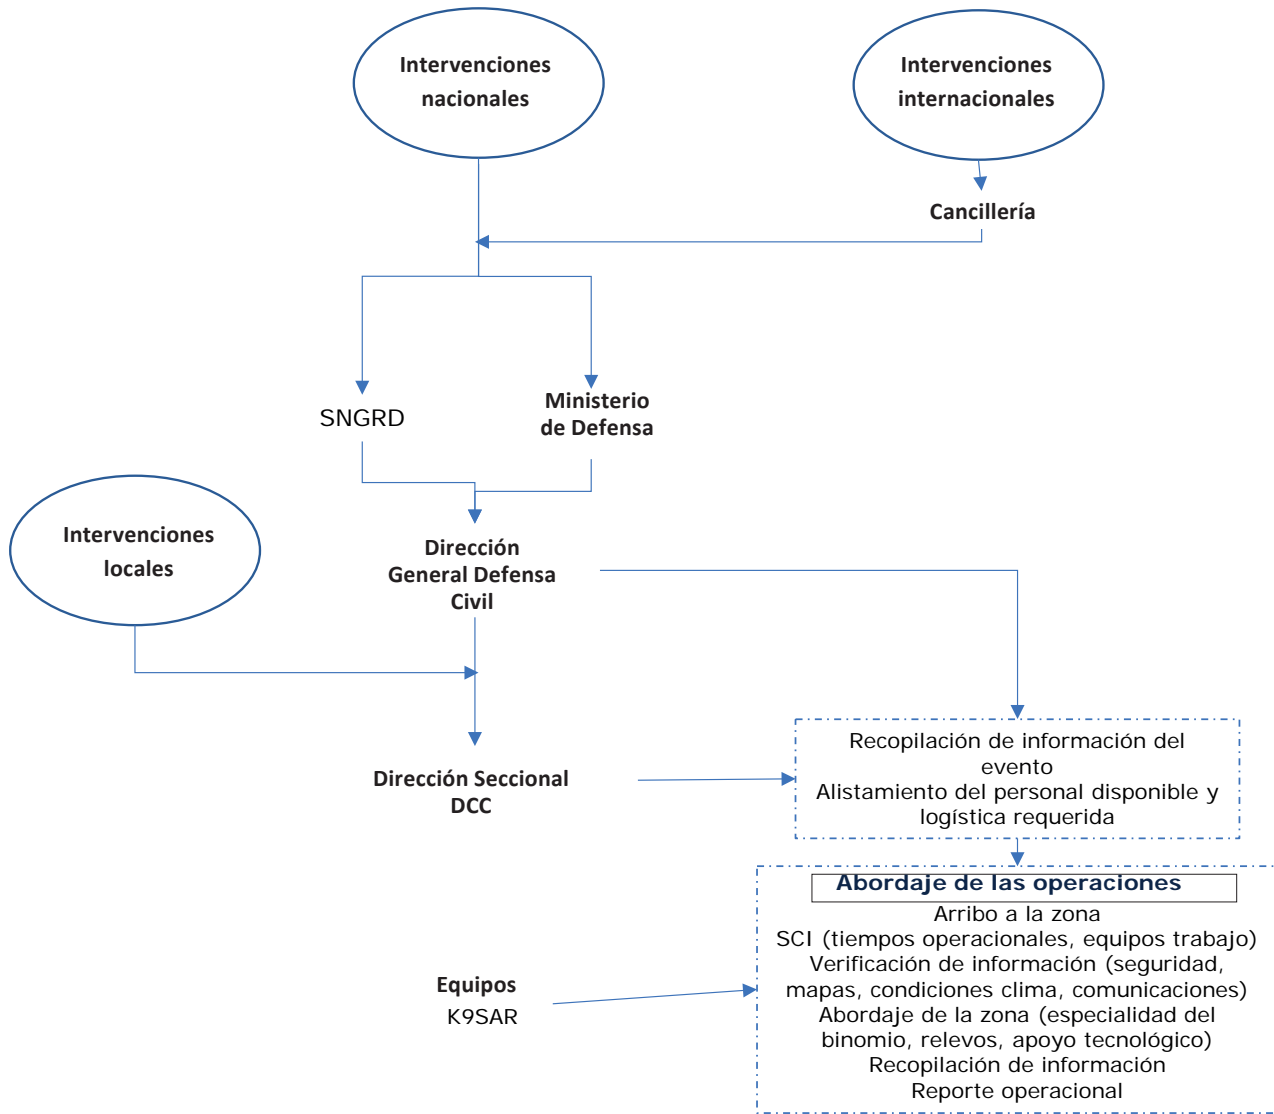 Intervenciones
nacionales
Intervenciones
internacionales
Cancillería
SNGRD
Ministerio
de Defensa
Intervenciones
locales
Dirección
General Defensa
Civil
Dirección Seccional
DCC
Recopilación de información del
evento
Alistamiento del personal disponible y
logística requerida
Abordaje de las operaciones
Arribo a la zona
SCI (tiempos operacionales, equipos trabajo)
Verificación de información (seguridad,
mapas, condiciones clima, comunicaciones)
Abordaje de la zona (especialidad del
binomio, relevos, apoyo tecnológico)
Recopilación de información
Reporte operacional
Equipos
K9SAR